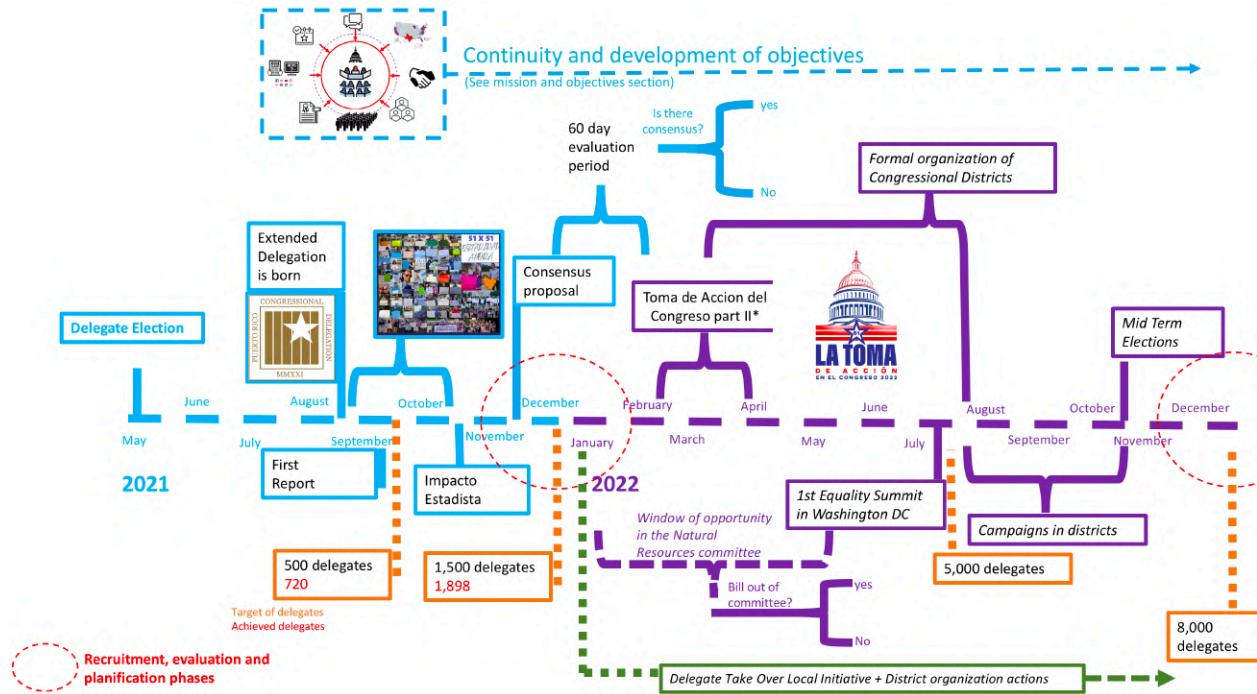 Continuity and development of objectives
(See mission and objectives section)
60 day
evaluation
period
Is there
consensus?
yes
No
Formal organization of
Congressional Districts
Extended
Delegation
is born
CONGRESSIONAL
PUERTO RICO
DELEGATION
MMXXI
51 X 51
Consensus
proposal
Toma de Accion del
Congreso part II*
LA TOMA
DE ACCIÓN
EN EL CONGRESO 2022
Delegate Election
Mid Term
Elections
June
August
October
December
February
April
June
August
October
December
May
July
September
November
January
March
May
July
September
November
2021
2022
First
Report
Impacto
Estadista
1st Equality Summit
in Washington DC
Campaigns in districts
Window of opportunity
in the Natural
Resources committee
Bill out of
committee?
yes
No
500 delegates
720
1,500 delegates
1,898
5,000 delegates
8,000
delegates
Target of delegates
Achieved delegates
Recruitment, evaluation and
planification phases
Delegate Take Over Local Initiative + District organization actions